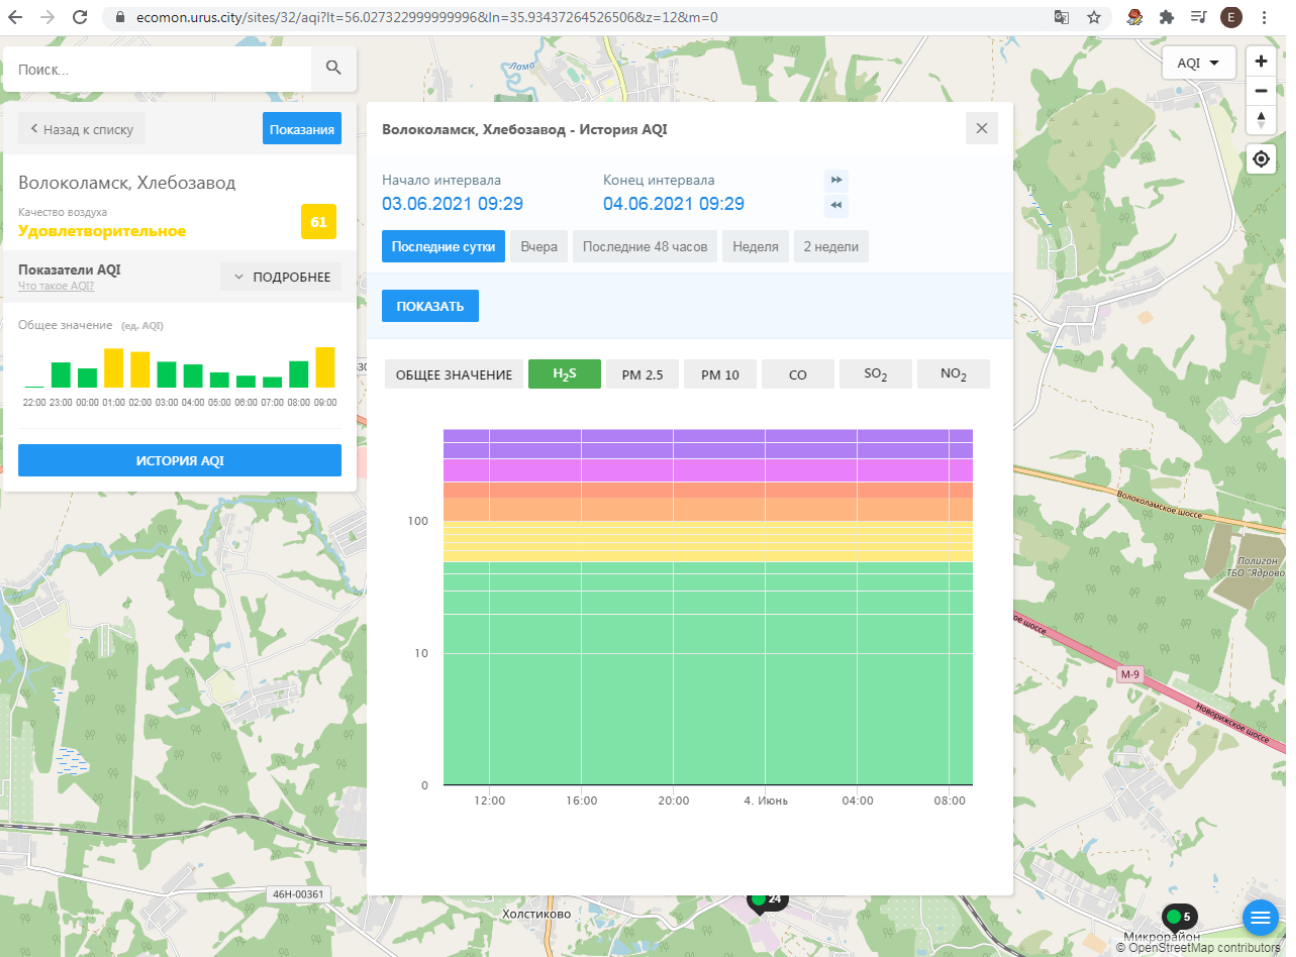 ecomon.urus.city/sites/32/aqi?lt=56.027322999999996&ln=35.93437264526506&z=12&m=0
E
Поиск...
AQI
Назад к списку
Показания
Волоколамск, Хлебозавод
Качество воздуха
Удовлетворительное
61
Показатели AQI
Что такое AQI?
ПОДРОБНЕЕ
Общее значение (ед. AQI)
22:00 23:00 00:00 01:00 02:00 03:00 04:00 05:00 06:00 07:00 08:00 09:00
ИСТОРИЯ AQI
Волоколамск, Хлебозавод - История AQI
Начало интервала
03.06.2021 09:29
Конец интервала
04.06.2021 09:29
Последние сутки
Вчера
Последние 48 часов
Неделя
2 недели
ПОКАЗАТЬ
ОБЩЕЕ ЗНАЧЕНИЕ
H₂S
PM 2.5
PM 10
CO
SO₂
NO₂
100
10
0
12:00 16:00 20:00 4. Июнь 04:00 08:00
Лама
Волоколамское шоссе
Полигон
ТБО "Ядрово
ое шоссе
М-9
Новорижское шоссе
46Н-00361
Холстиково
24
5
Микрорайон
© OpenStreetMap contributors